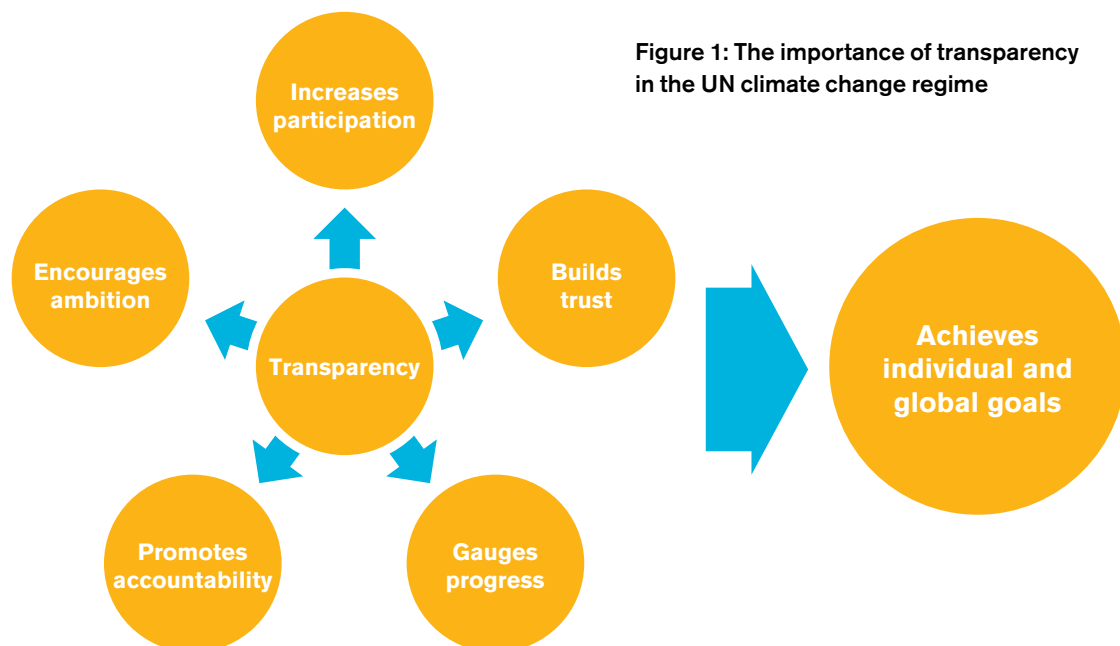 Figure 1: The importance of transparency
in the UN climate change regime
Increases
participation
Encourages
ambition
Builds
trust
Transparency
Promotes
accountability
Gauges
progress
Achieves
individual and
global goals